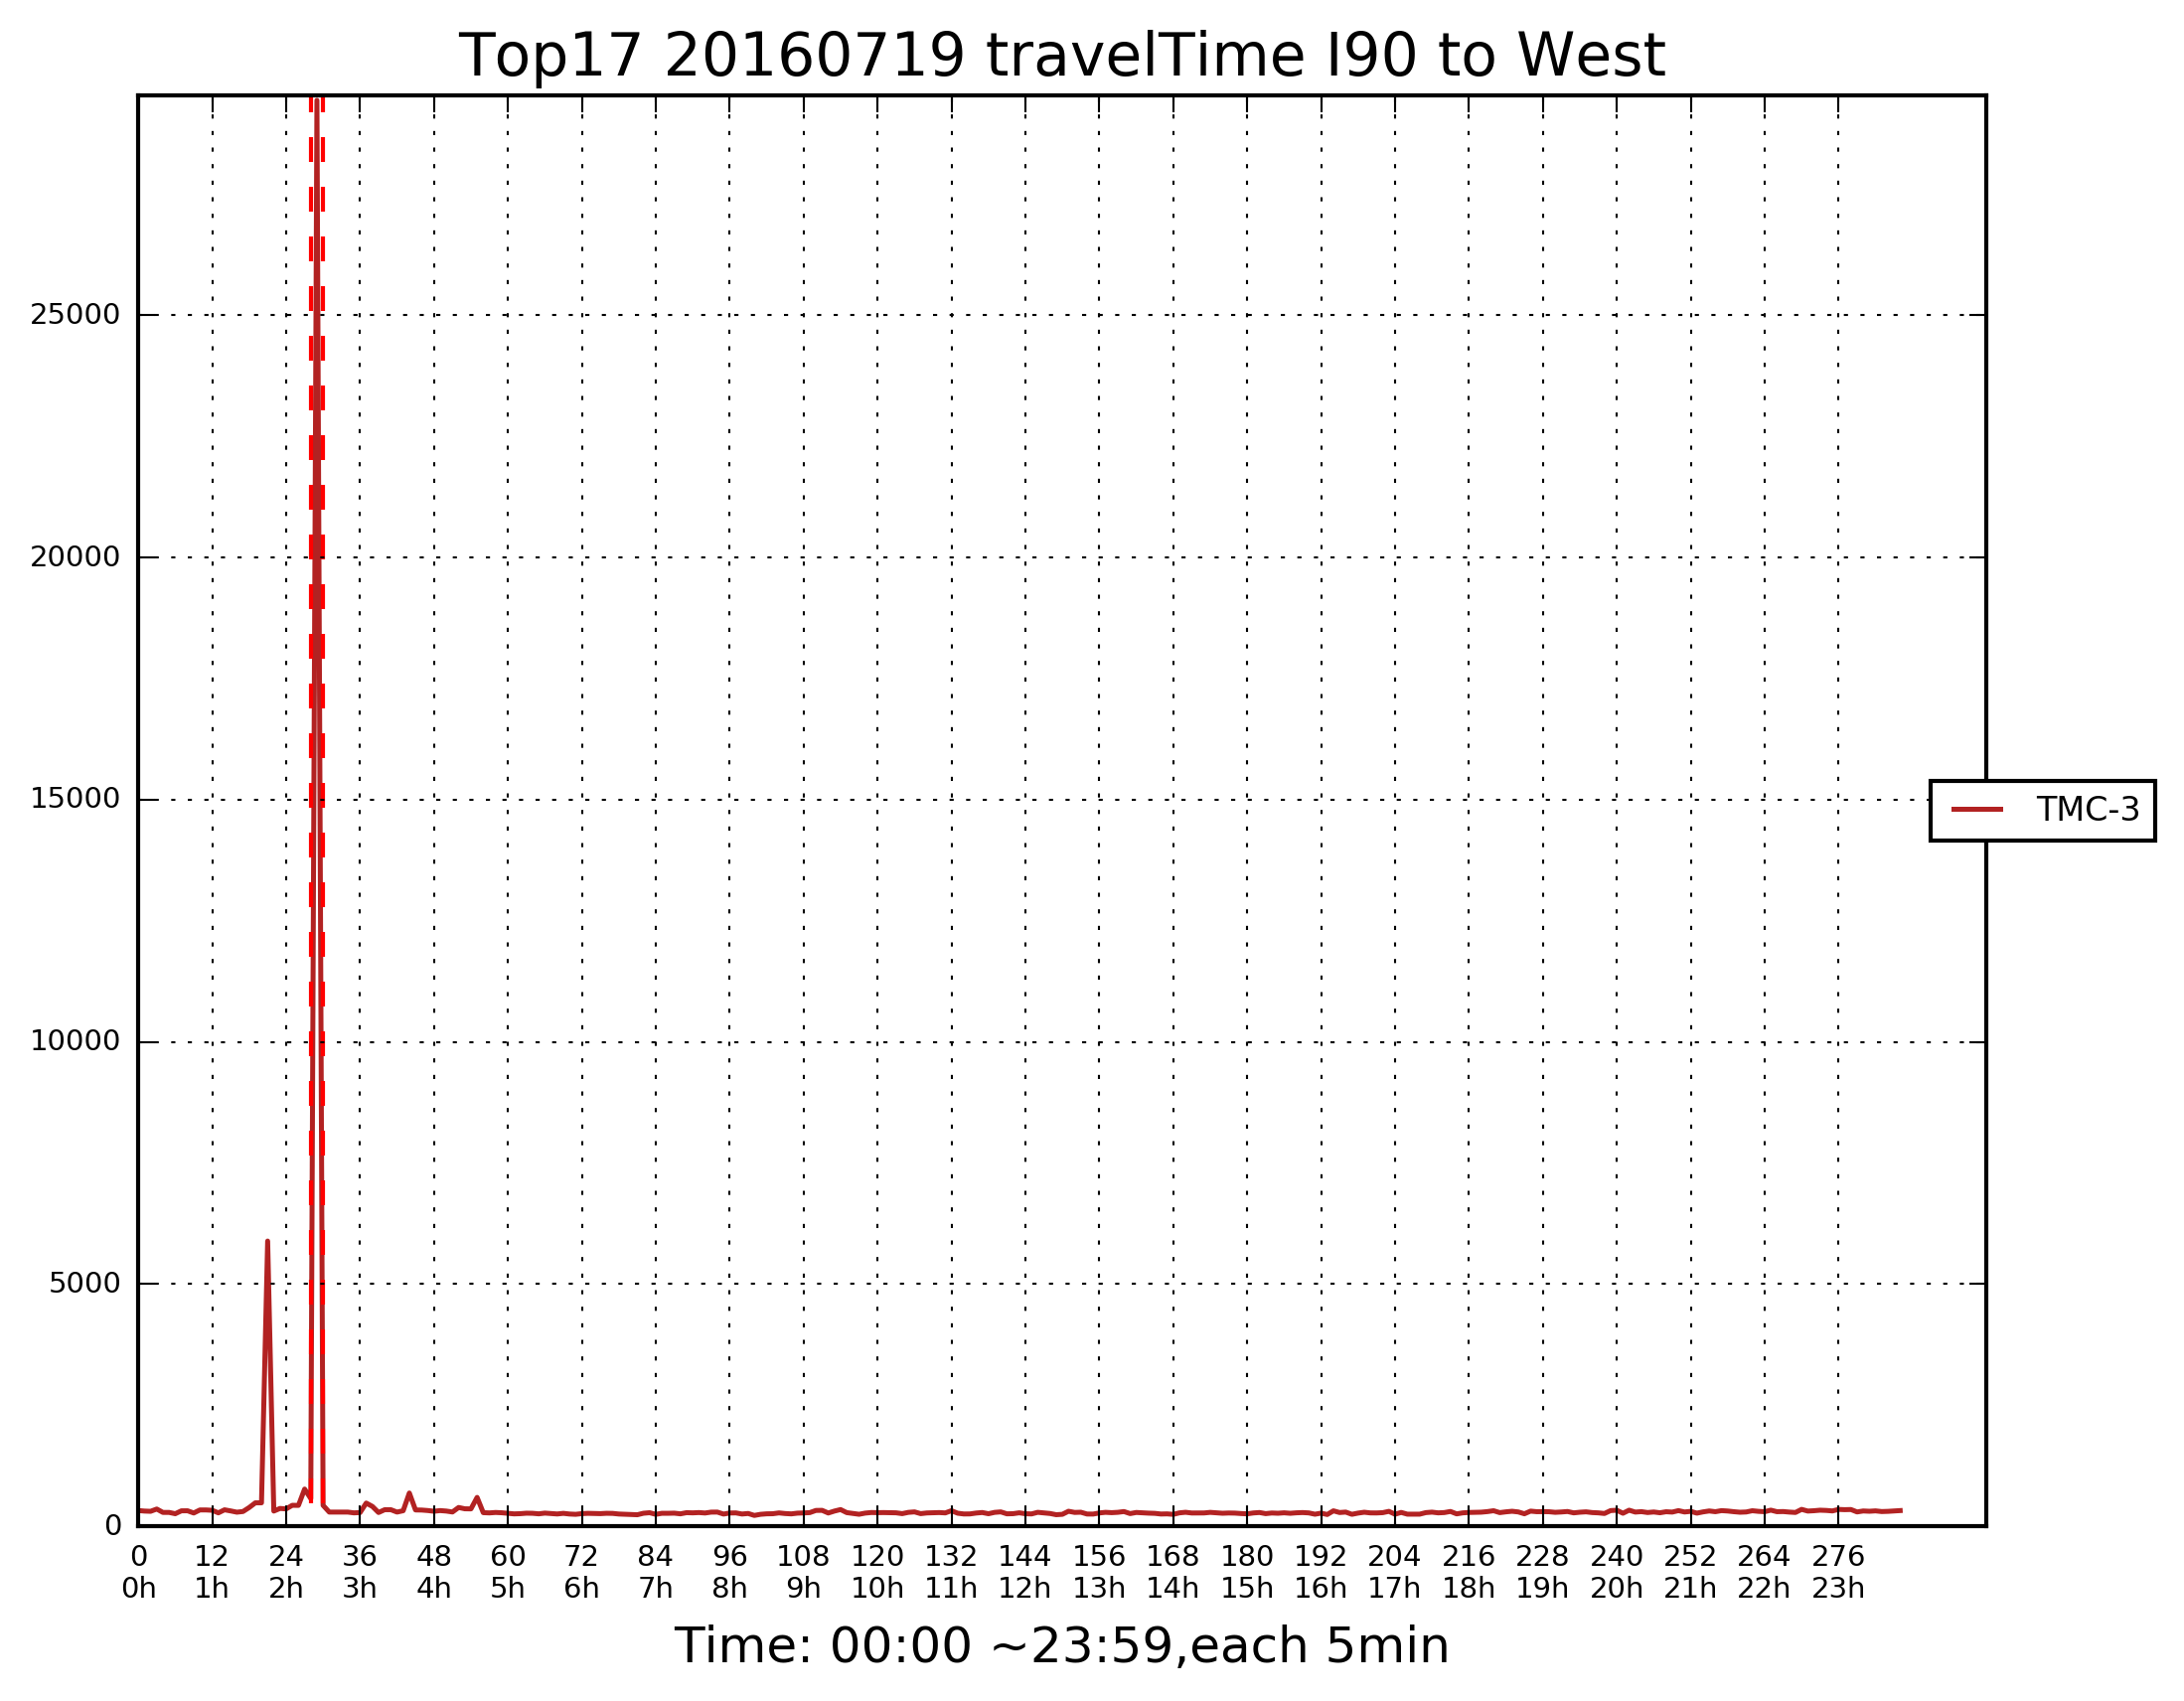 Top17 20160719 travelTime I90 to West
25000
20000
15000
10000
5000
0
TMC-3
0 12 24 36 48 60 72 84 96 108 120 132 144 156 168 180 192 204 216 228 240 252 264 276
0h 1h 2h 3h 4h 5h 6h 7h 8h 9h 10h 11h 12h 13h 14h 15h 16h 17h 18h 19h 20h 21h 22h 23h
Time: 00:00 ~23:59,each 5min